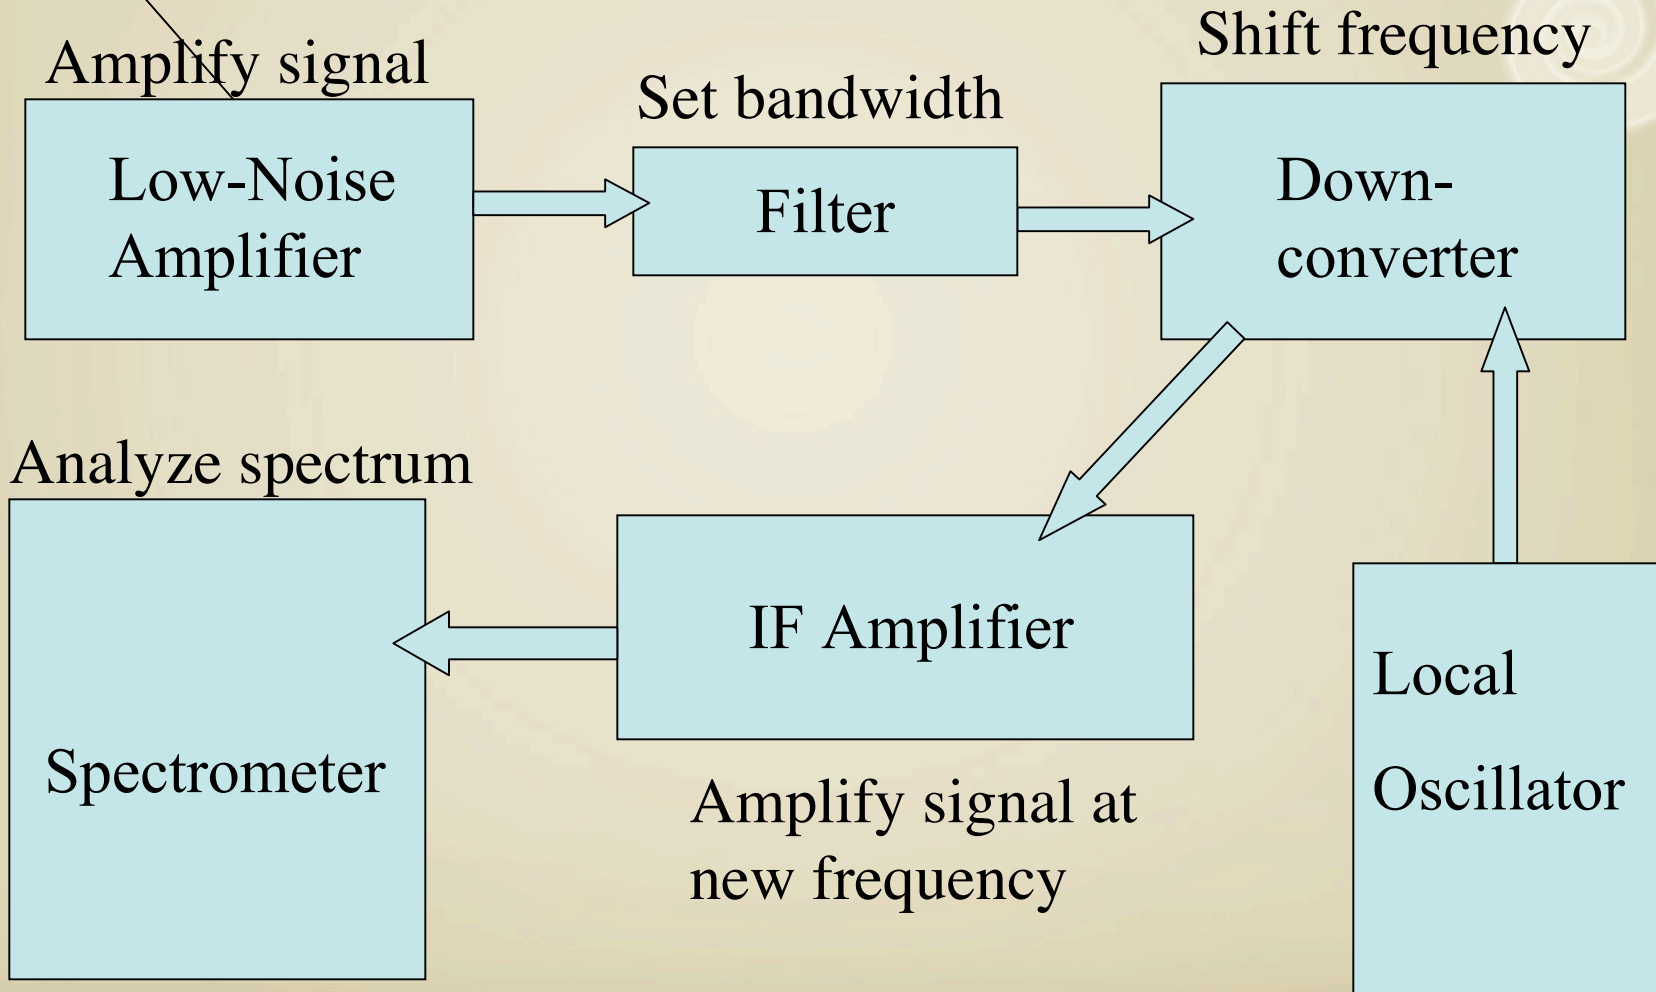 Amplify signal
Low-Noise
Amplifier
Set bandwidth
Filter
Shift frequency
Down-
converter
Analyze spectrum
Spectrometer
IF Amplifier
Amplify signal at
new frequency
Local
Oscillator